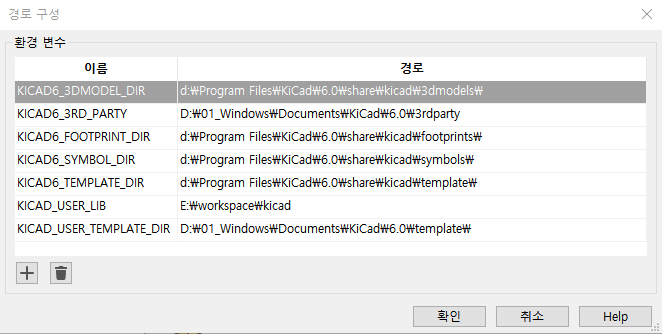 경로 구성
환경 변수
이름 경로
KICAD6_3DMODEL_DIR d:₩Program Files₩KiCad₩6.0₩share₩kicad₩3dmodels₩
KICAD6_3RD_PARTY D:₩01_Windows₩Documents₩KiCad₩6.0₩3rdparty
KICAD6_FOOTPRINT_DIR d:₩Program Files₩KiCad₩6.0₩share₩kicad₩footprints₩
KICAD6_SYMBOL_DIR d:₩Program Files₩KiCad₩6.0₩share₩kicad₩symbols₩
KICAD6_TEMPLATE_DIR d:₩Program Files₩KiCad₩6.0₩share₩kicad₩template₩
KICAD_USER_LIB E:₩workspace₩kicad
KICAD_USER_TEMPLATE_DIR D:₩01_Windows₩Documents₩KiCad₩6.0₩template₩
확인 취소 Help